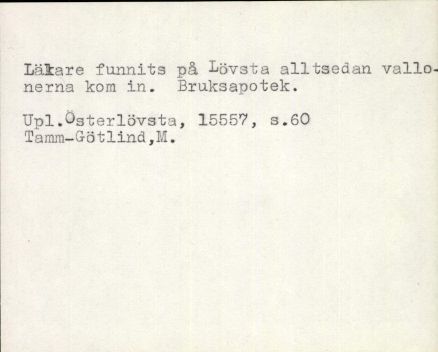 Läkare funnits på Lövsta alltsedan vallo-
nerna kom in.  Bruksapotek.
Upl.Österlövsta, 15557, s.60
Tamm-Götlind,M.